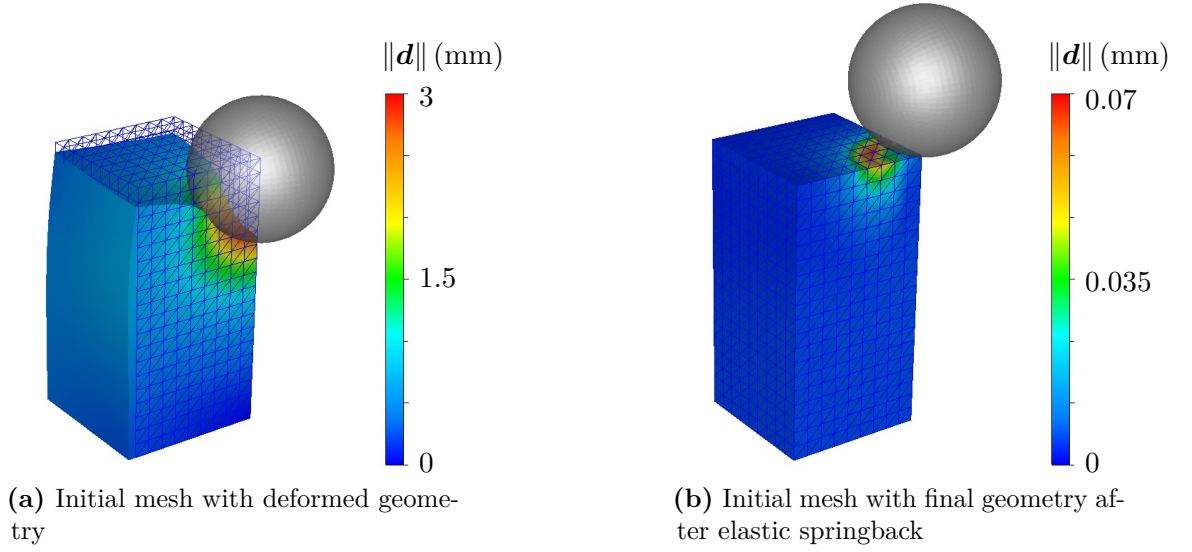 ‖d‖ (mm)
3
1.5
0
(a) Initial mesh with deformed geome-
try
‖d‖ (mm)
0.07
0.035
0
(b) Initial mesh with final geometry af-
ter elastic springback